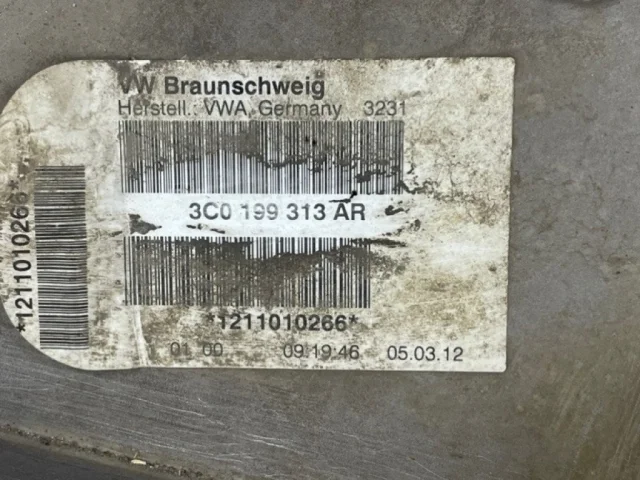 VW Braunschweig
Herstell.: VWA, Germany 3231
3C0 199 313 AR
*1211010266*
*1211010266*
01 00 09:19:46 05.03.12